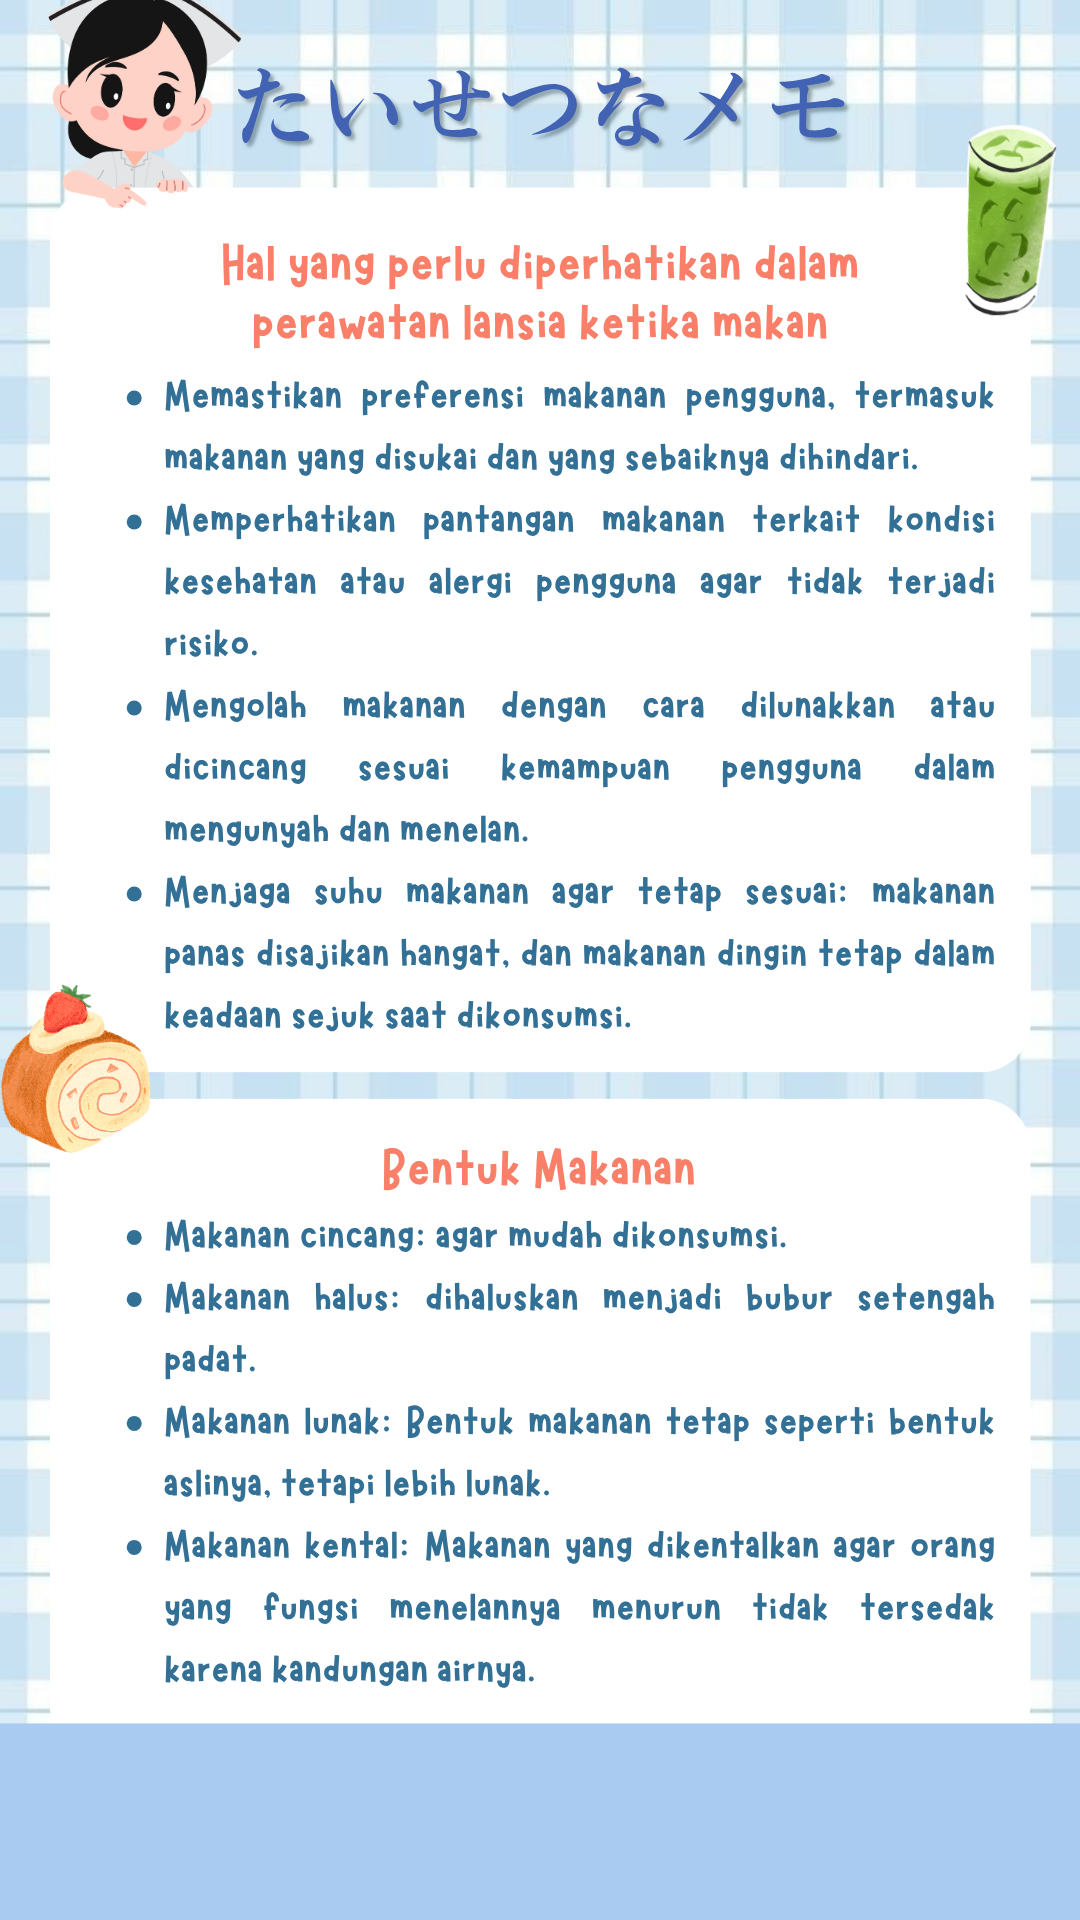 たいせつなメモ
Hal yang perlu diperhatikan dalam
perawatan lansia ketika makan
• Memastikan preferensi makanan pengguna, termasuk
makanan yang disukai dan yang sebaiknya dihindari.
• Memperhatikan pantangan makanan terkait kondisi
kesehatan atau alergi pengguna agar tidak terjadi
risiko.
• Mengolah makanan dengan cara dilunakkan atau
dicincang sesuai kemampuan pengguna dalam
mengunyah dan menelan.
• Menjaga suhu makanan agar tetap sesuai: makanan
panas disajikan hangat, dan makanan dingin tetap dalam
keadaan sejuk saat dikonsumsi.
Bentuk Makanan
• Makanan cincang: agar mudah dikonsumsi.
• Makanan halus: dihaluskan menjadi bubur setengah
padat.
• Makanan lunak: Bentuk makanan tetap seperti bentuk
aslinya, tetapi lebih lunak.
• Makanan kental: Makanan yang dikentalkan agar orang
yang fungsi menelannya menurun tidak tersedak
karena kandungan airnya.